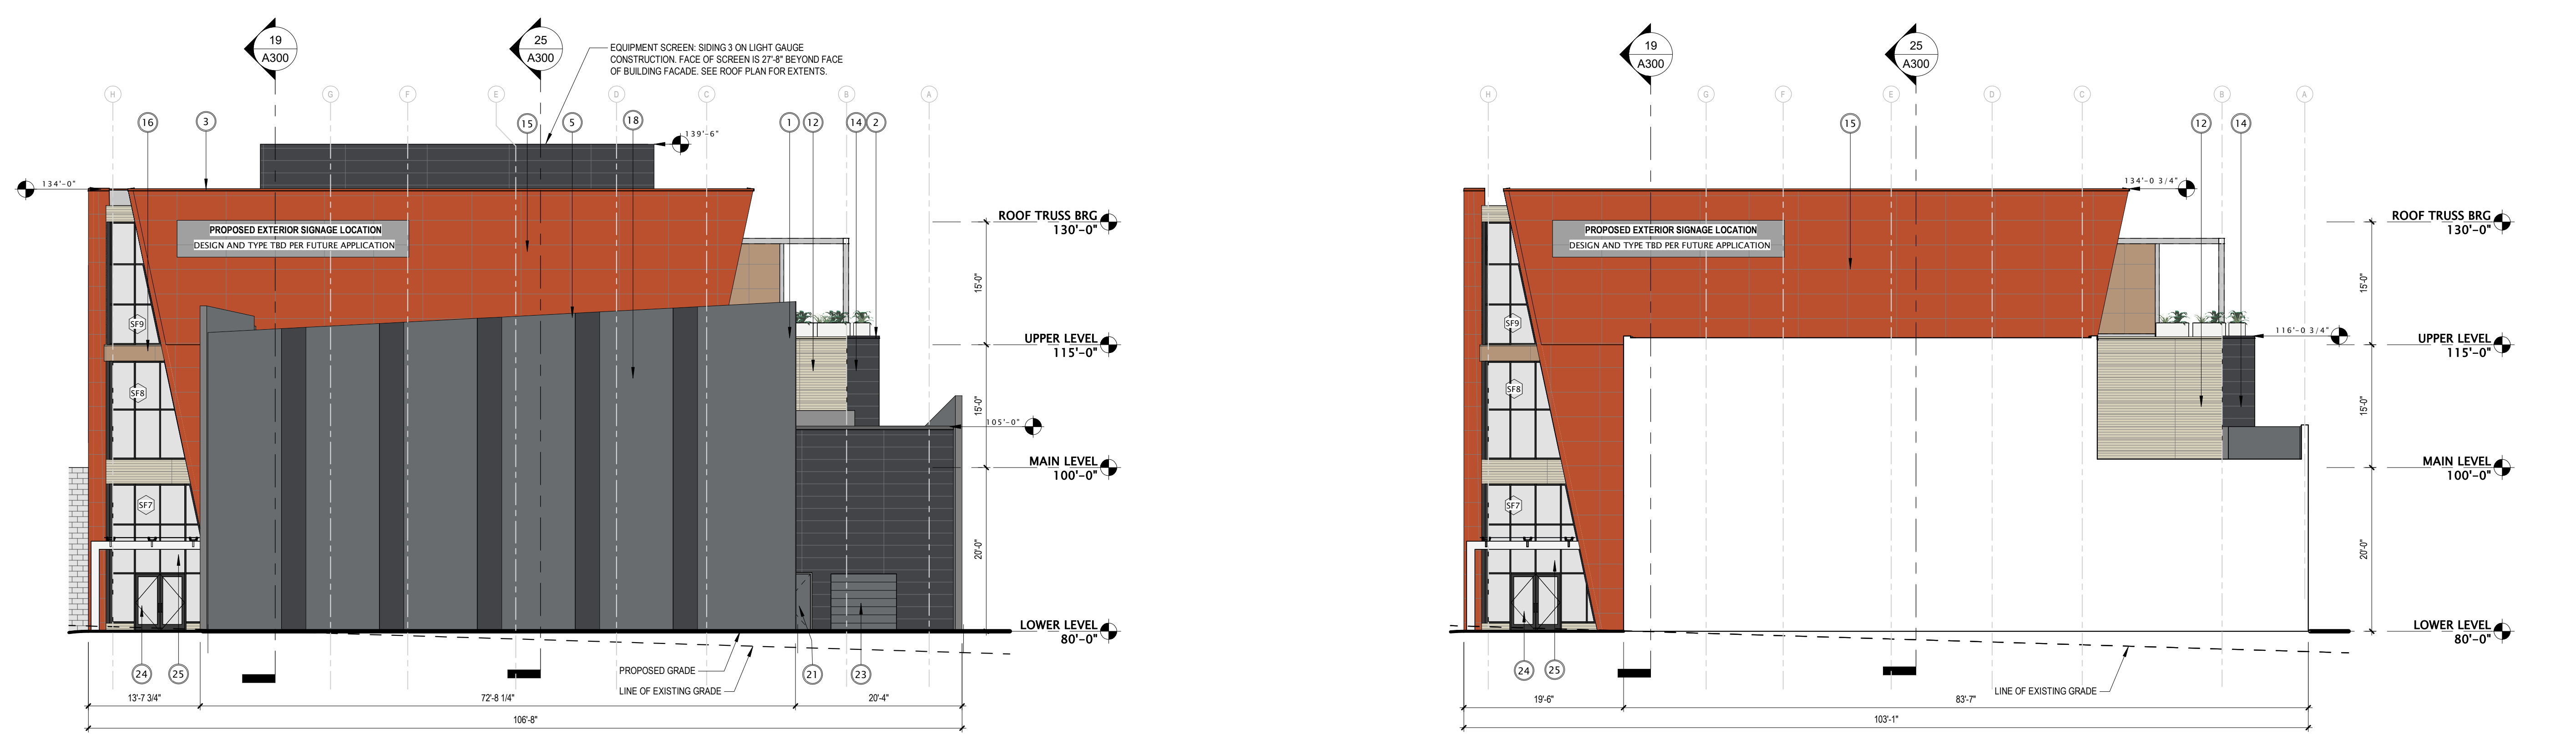 19
A300
25
A300
EQUIPMENT SCREEN: SIDING 3 ON LIGHT GAUGE
CONSTRUCTION. FACE OF SCREEN IS 27'-8" BEYOND FACE
OF BUILDING FACADE. SEE ROOF PLAN FOR EXTENTS.
H
G
F
E
D
C
B
A
16
3
15
5
18
1
12
14
2
139'-6"
134'-0"
PROPOSED EXTERIOR SIGNAGE LOCATION
DESIGN AND TYPE TBD PER FUTURE APPLICATION
ROOF TRUSS BRG
130'-0"
15'-0"
SF9
UPPER LEVEL
115'-0"
SF8
15'-0"
105'-0"
MAIN LEVEL
100'-0"
SF7
20'-0"
LOWER LEVEL
80'-0"
24
25
21
23
PROPOSED GRADE
LINE OF EXISTING GRADE
13'-7 3/4"
72'-8 1/4"
20'-4"
106'-8"
19
A300
25
A300
H
G
F
E
D
C
B
A
15
12
14
134'-0 3/4"
PROPOSED EXTERIOR SIGNAGE LOCATION
DESIGN AND TYPE TBD PER FUTURE APPLICATION
ROOF TRUSS BRG
130'-0"
15'-0"
SF9
116'-0 3/4"
UPPER LEVEL
115'-0"
SF8
15'-0"
MAIN LEVEL
100'-0"
SF7
20'-0"
LOWER LEVEL
80'-0"
24
25
LINE OF EXISTING GRADE
19'-6"
83'-7"
103'-1"